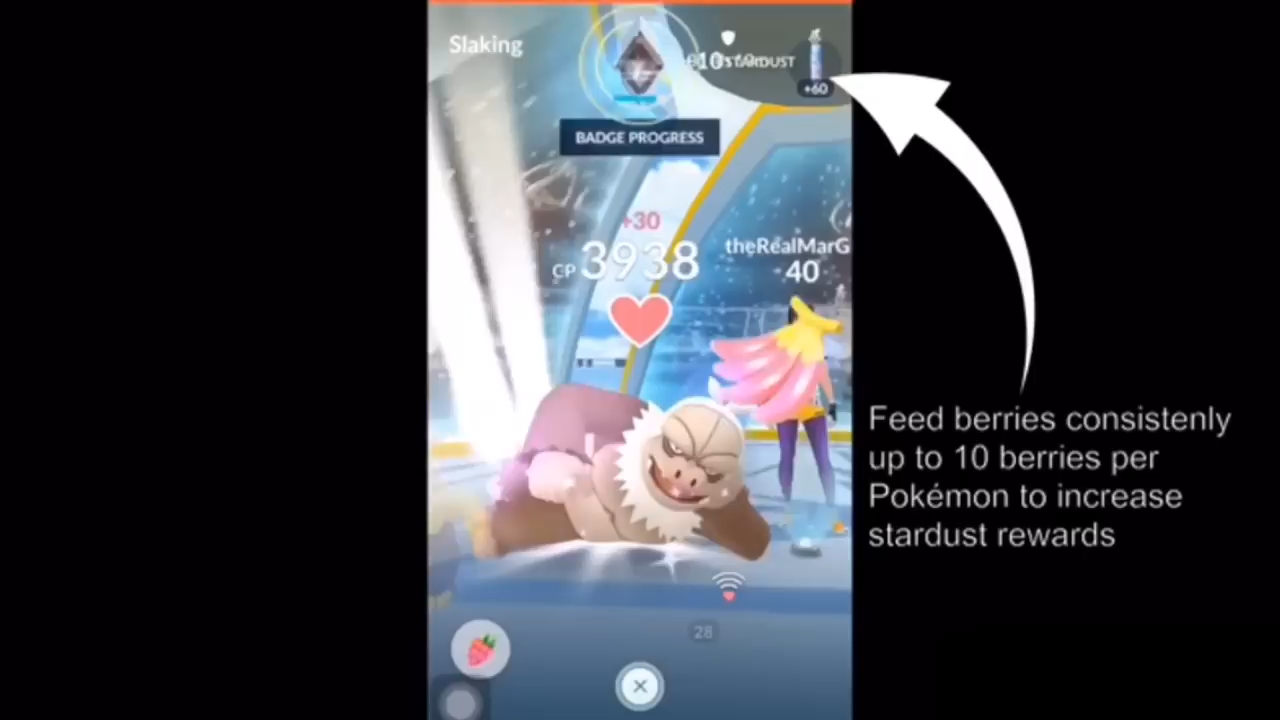 Slaking
+60
BADGE PROGRESS
+30
CP 3938
theRealMarG
40
Feed berries consistenly
up to 10 berries per
Pokémon to increase
stardust rewards
28